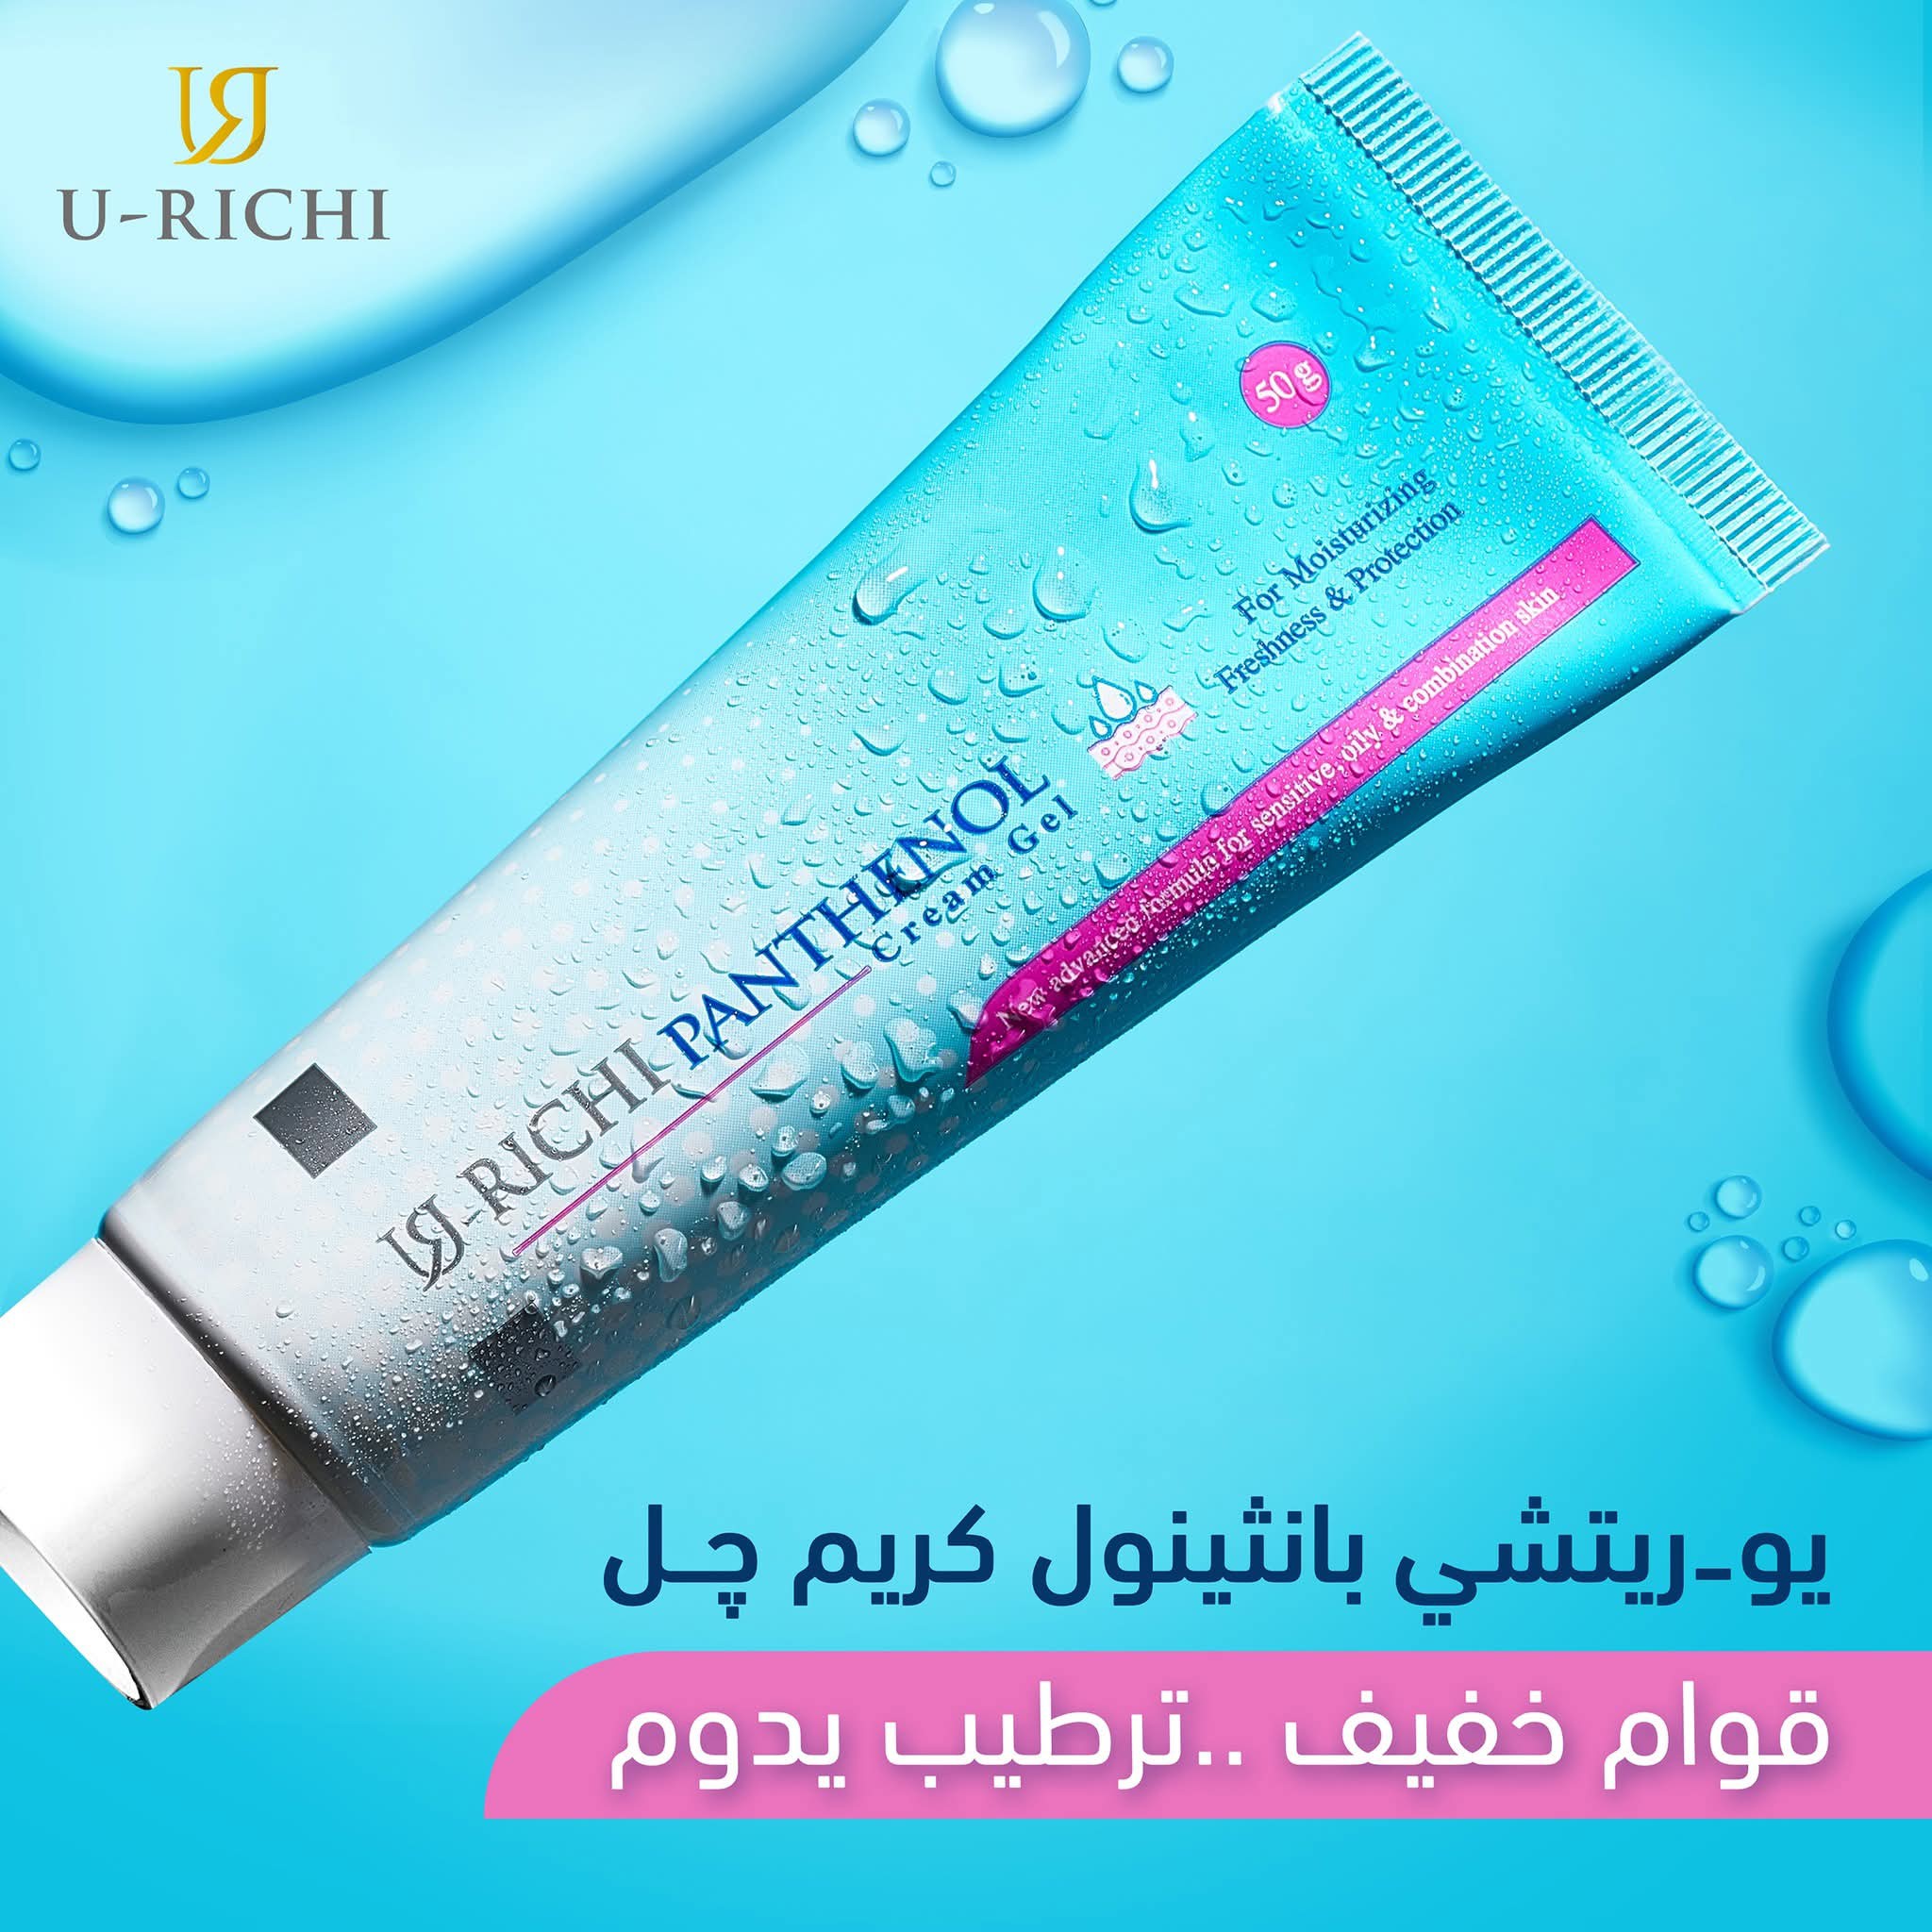 U-RICHI
50 g
For Moisturizing
Freshness & Protection
New advanced formula for sensitive, oily & combination skin
U-RICHI PANTHENOL
Cream Gel
يو-ريتشي بانثينول كريم چل
قوام خفيف ..ترطيب يدوم